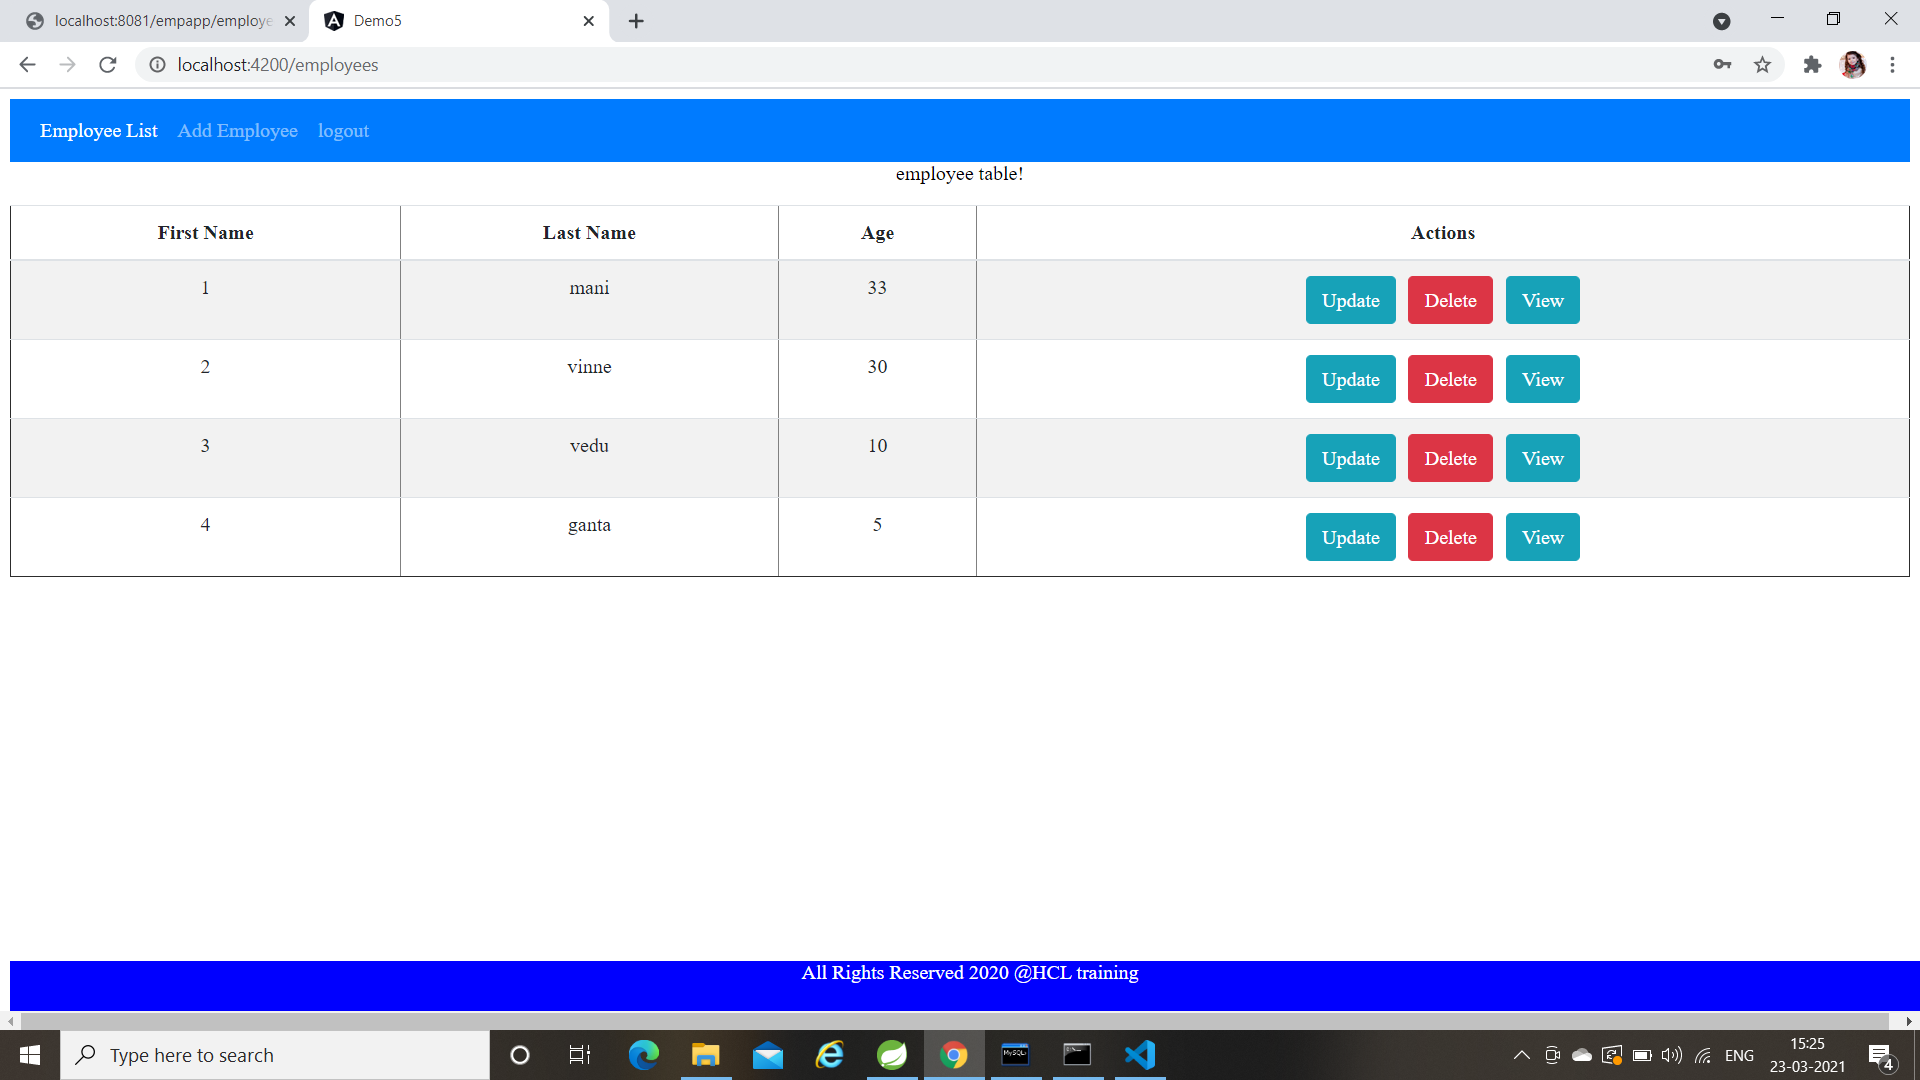 localhost:8081/empapp/employe
Demo5
localhost:4200/employees
Employee List Add Employee logout
employee table!
First Name Last Name Age Actions
1 mani 33 Update Delete View
2 vinne 30 Update Delete View
3 vedu 10 Update Delete View
4 ganta 5 Update Delete View
All Rights Reserved 2020 @HCL training
Type here to search
MySQL
ENG
15:25
23-03-2021
4